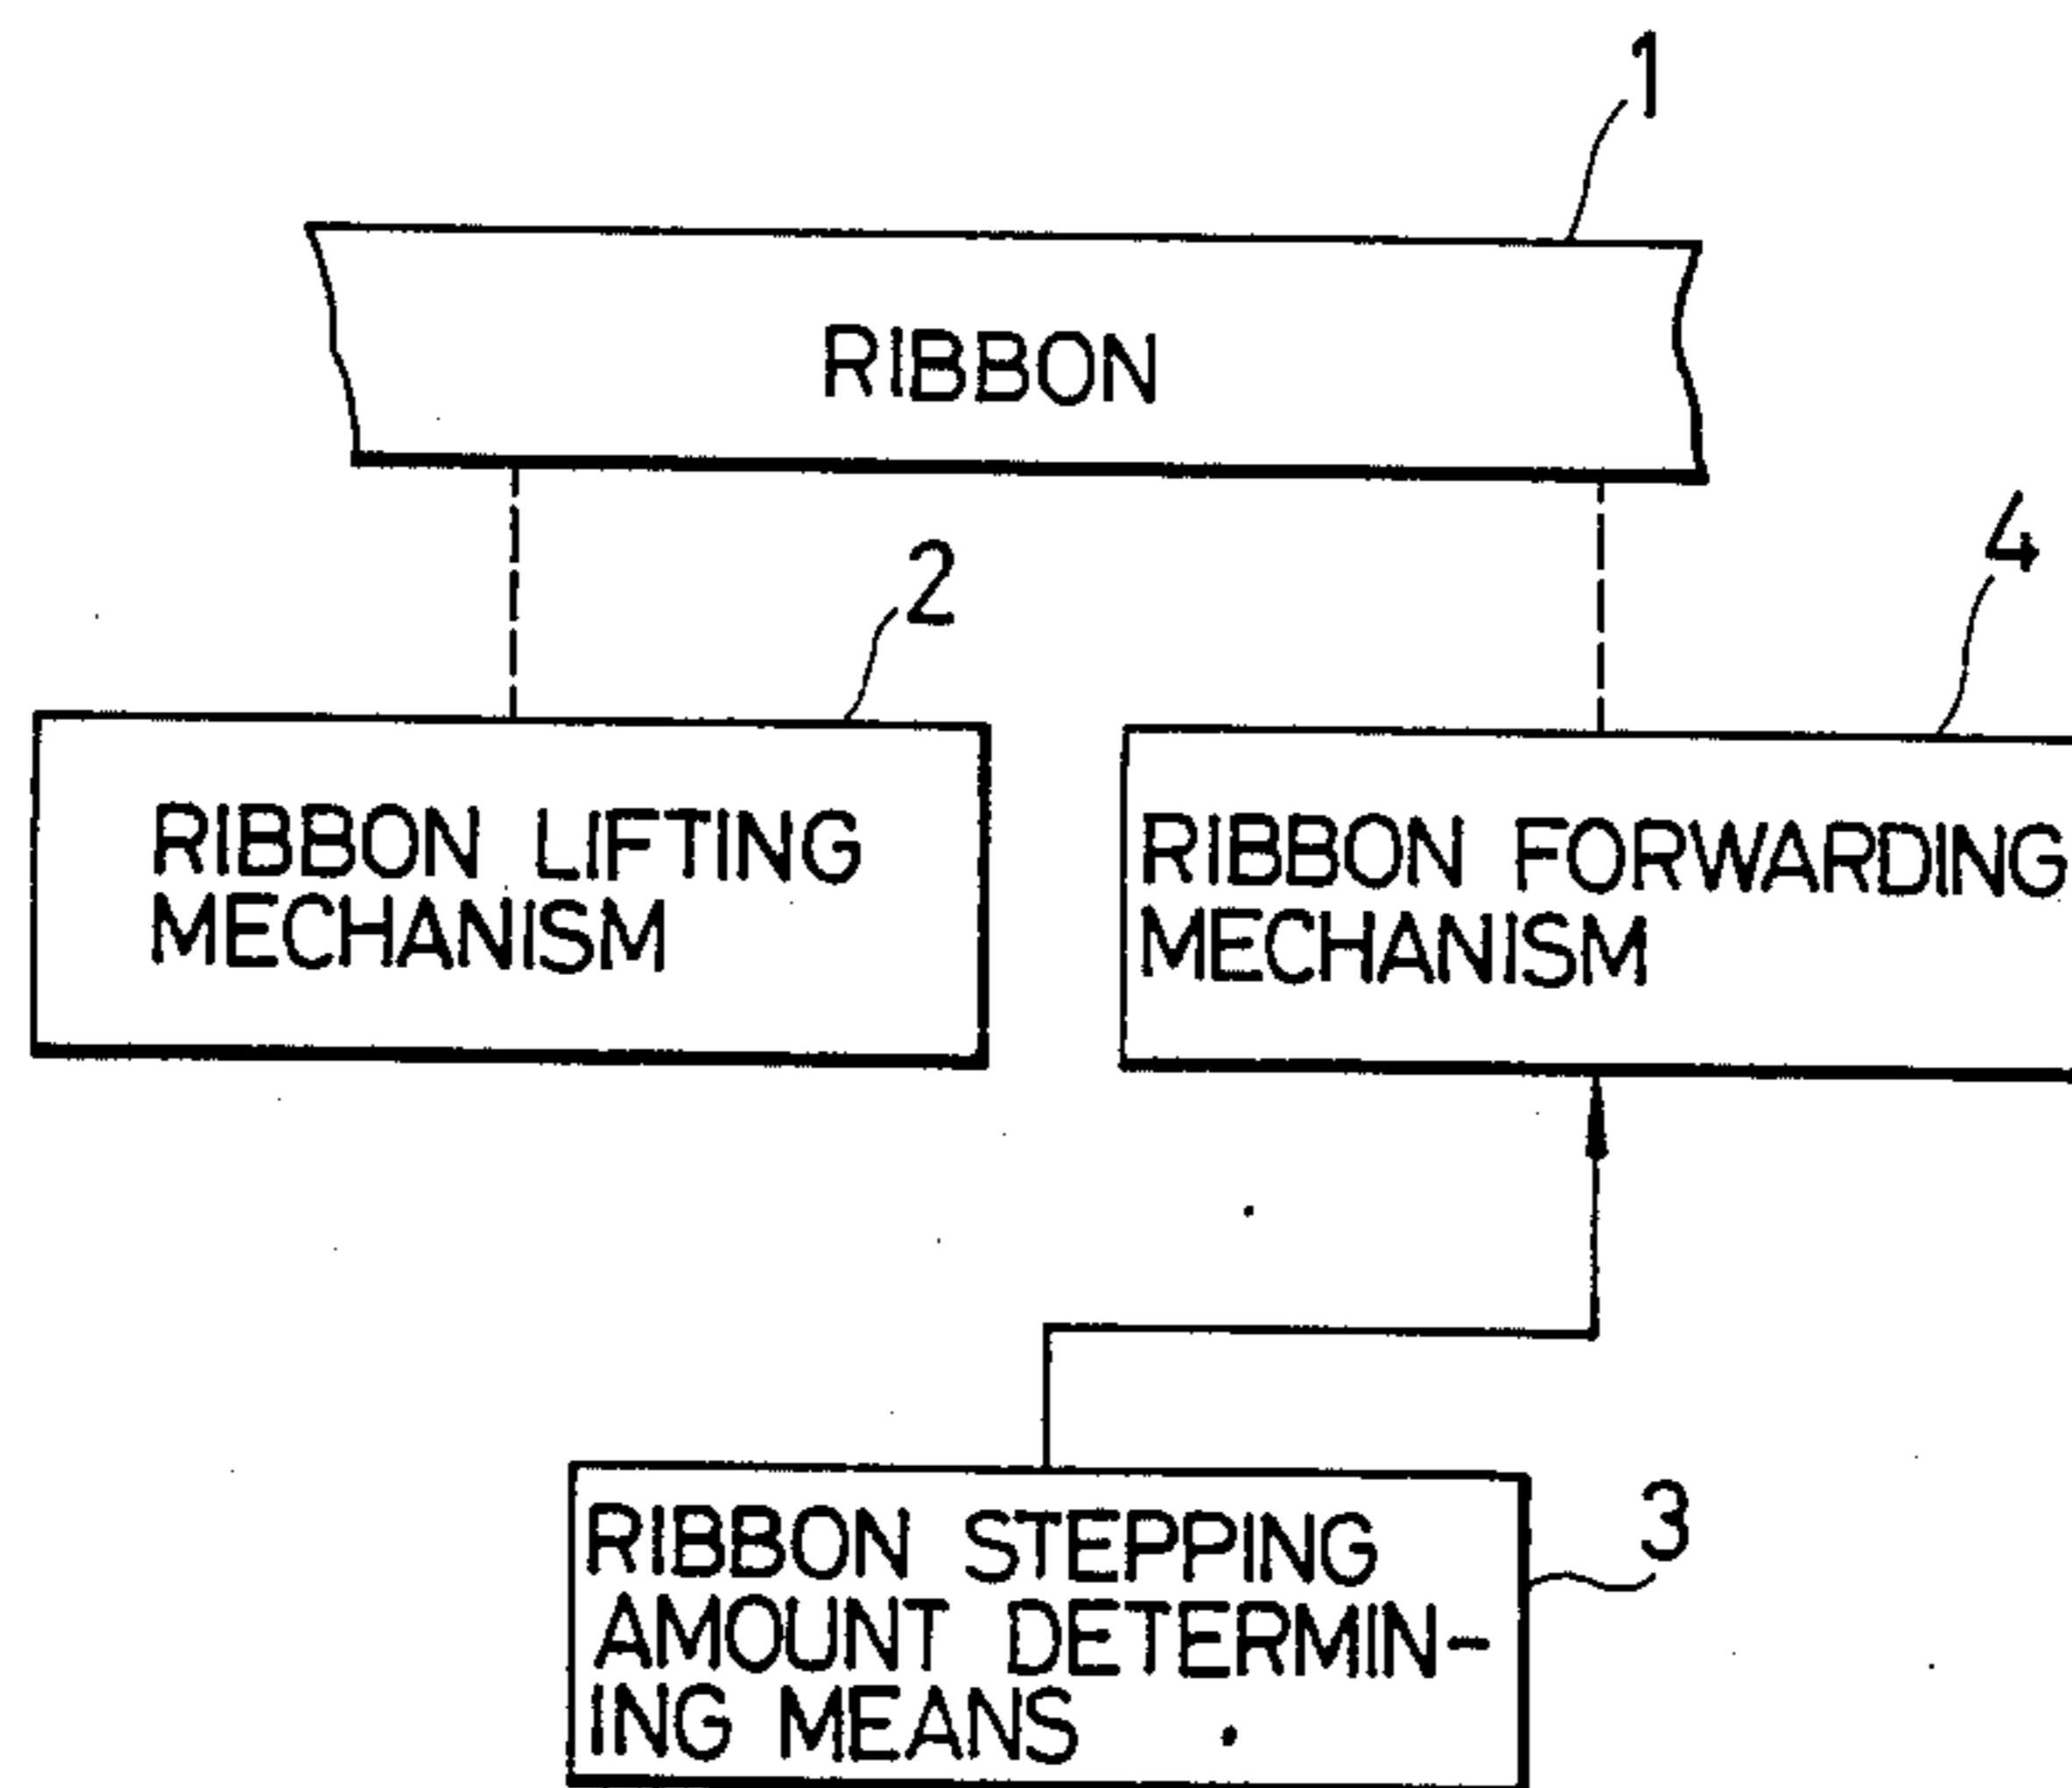 1
RIBBON
2
4
RIBBON LIFTING
MECHANISM
RIBBON FORWARDING
MECHANISM
RIBBON STEPPING
AMOUNT DETERMIN-
ING MEANS
3